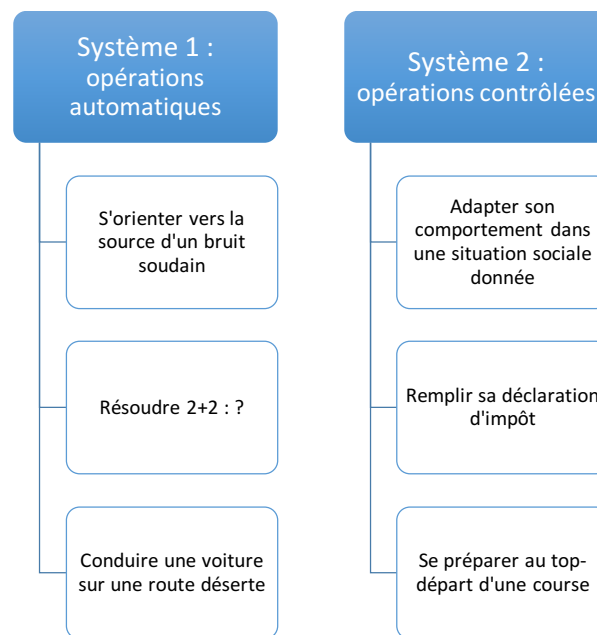 Système 1 :
opérations
automatiques
S'orienter vers la
source d'un bruit
soudain
Résoudre 2+2 : ?
Conduire une voiture
sur une route déserte
Système 2 :
opérations contrôlées
Adapter son
comportement dans
une situation sociale
donnée
Remplir sa déclaration
d'impôt
Se préparer au top-
départ d'une course